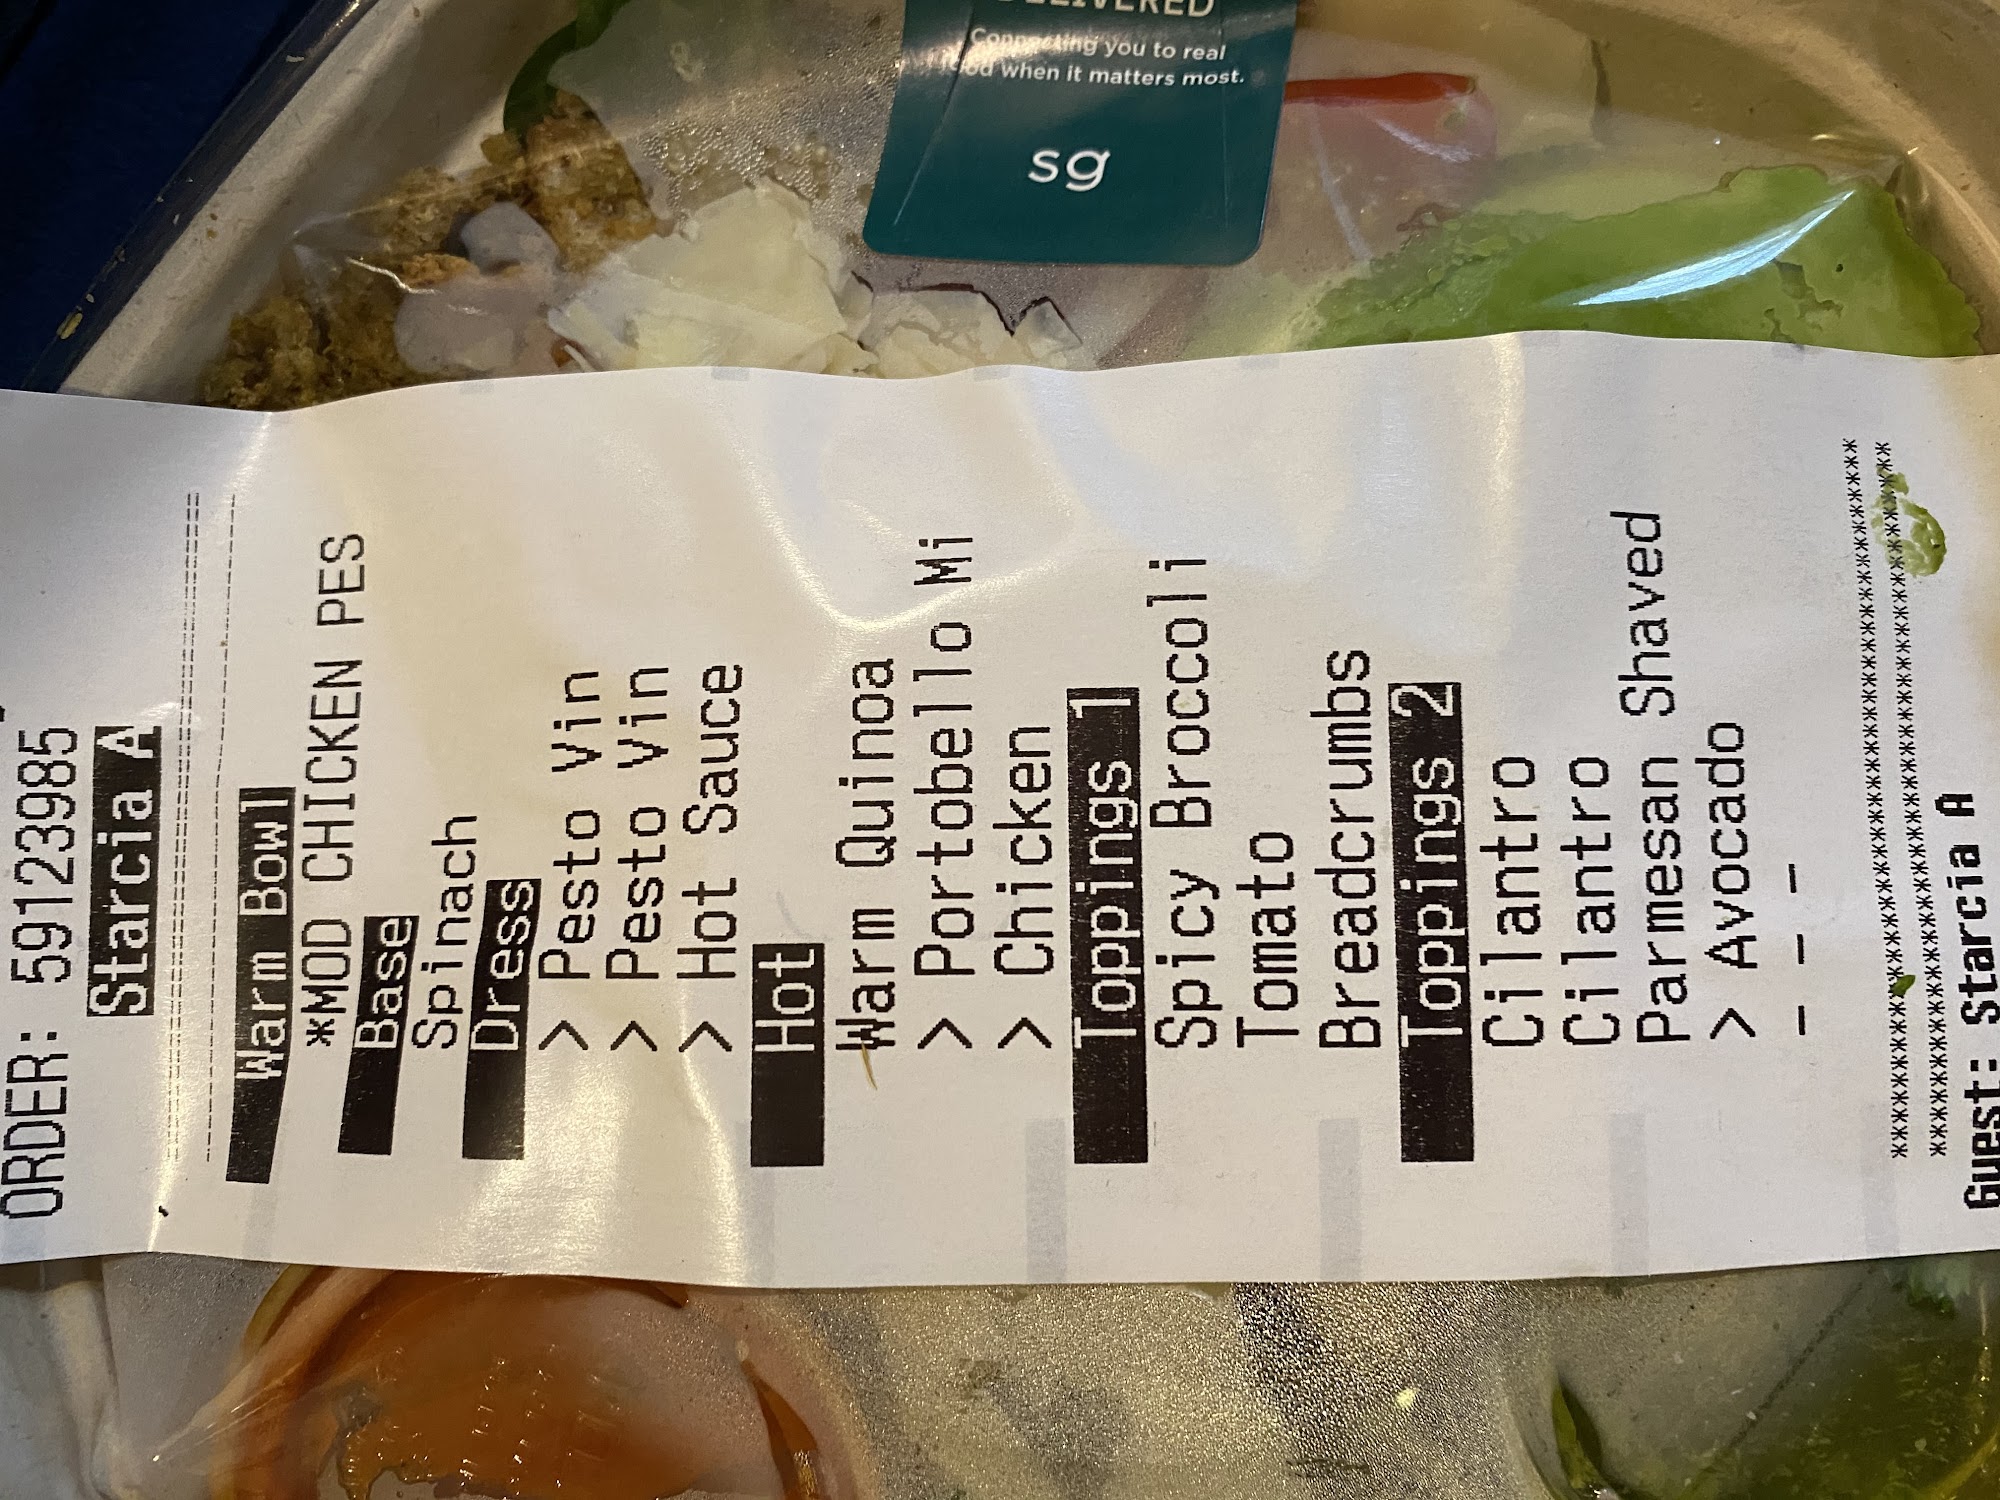 DELIVERED
Connecting you to real
food when it matters most.
sg
ORDER: 59123985
Starcia A
Warm Bowl
*MOD CHICKEN PES
Base
Spinach
Dress
> Pesto Vin
> Pesto Vin
> Hot Sauce
Hot
Warm Quinoa
> Portobello Mi
> Chicken
Toppings 1
Spicy Broccoli
Tomato
Breadcrumbs
Toppings 2
Cilantro
Cilantro
Parmesan Shaved
> Avocado
- - - -
Guest: Starcia A